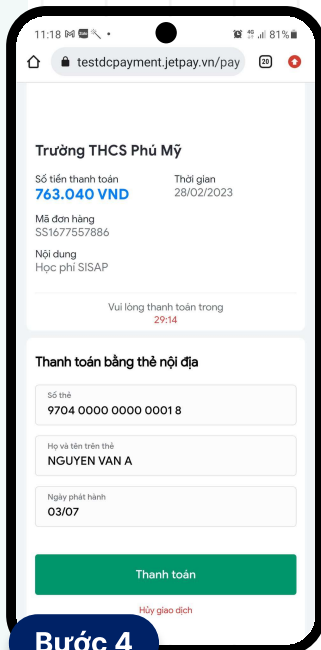 11:18
81%
testdcpayment.jetpay.vn/pay
20
Trường THCS Phú Mỹ
Số tiền thanh toán
Thời gian
763.040 VND
28/02/2023
Mã đơn hàng
SS1677557886
Nội dung
Học phí SISAP
Vui lòng thanh toán trong
29:14
Thanh toán bằng thẻ nội địa
Số thẻ
9704 0000 0000 0001 8
Họ và tên trên thẻ
NGUYEN VAN A
Ngày phát hành
03/07
Thanh toán
Hủy giao dịch
Bước 4